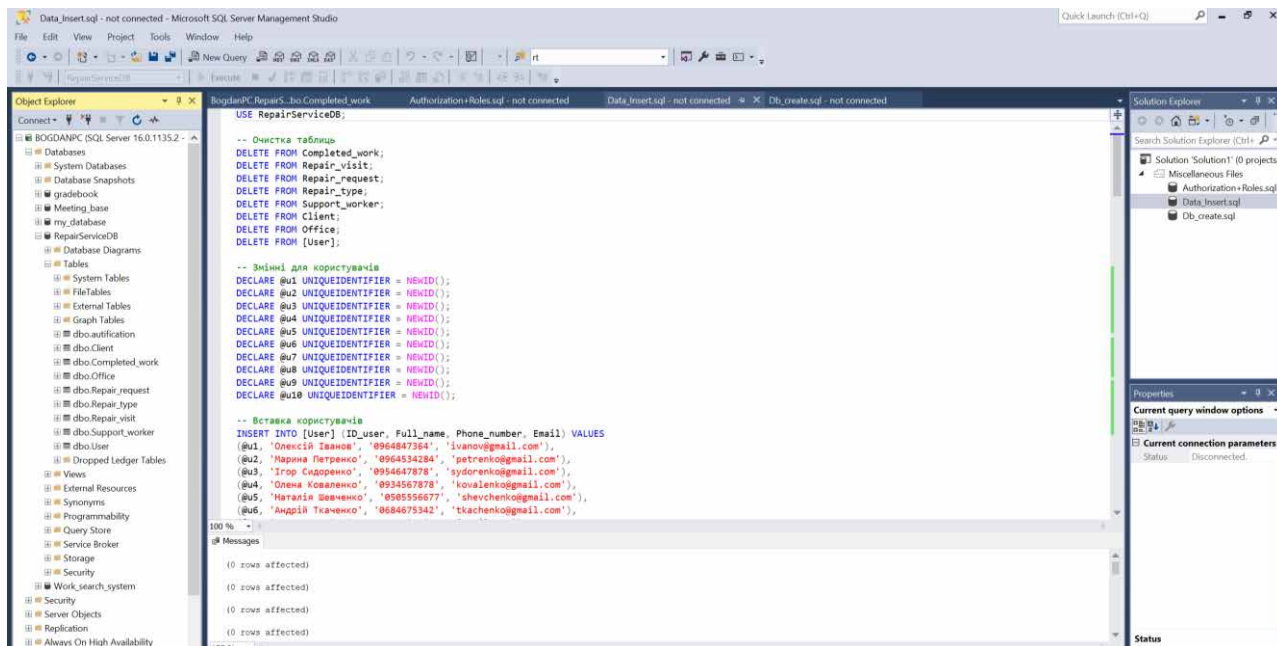 Data_Insert.sql - not connected - Microsoft SQL Server Management Studio
Quick Launch (Ctrl+Q)
File Edit View Project Tools Window Help
New Query
rt
RepairServiceDB
Execute
Object Explorer
Connect
BOGDANPC (SQL Server 16.0.1135.2 -
Databases
System Databases
Database Snapshots
gradebook
Meeting_base
my_database
RepairServiceDB
Database Diagrams
Tables
System Tables
FileTables
External Tables
Graph Tables
dbo.autification
dbo.Client
dbo.Completed_work
dbo.Office
dbo.Repair_request
dbo.Repair_type
dbo.Repair_visit
dbo.Support_worker
dbo.User
Dropped Ledger Tables
Views
External Resources
Synonyms
Programmability
Query Store
Service Broker
Storage
Security
Work_search_system
Security
Server Objects
Replication
Always On High Availability
BogdanPC.RepairS...bo.Completed_work
Authorization+Roles.sql - not connected
Data_Insert.sql - not connected
Db_create.sql - not connected
USE RepairServiceDB;
-- Очистка таблиць
DELETE FROM Completed_work;
DELETE FROM Repair_visit;
DELETE FROM Repair_request;
DELETE FROM Repair_type;
DELETE FROM Support_worker;
DELETE FROM Client;
DELETE FROM Office;
DELETE FROM [User];
-- Змінні для користувачів
DECLARE @u1 UNIQUEIDENTIFIER = NEWID();
DECLARE @u2 UNIQUEIDENTIFIER = NEWID();
DECLARE @u3 UNIQUEIDENTIFIER = NEWID();
DECLARE @u4 UNIQUEIDENTIFIER = NEWID();
DECLARE @u5 UNIQUEIDENTIFIER = NEWID();
DECLARE @u6 UNIQUEIDENTIFIER = NEWID();
DECLARE @u7 UNIQUEIDENTIFIER = NEWID();
DECLARE @u8 UNIQUEIDENTIFIER = NEWID();
DECLARE @u9 UNIQUEIDENTIFIER = NEWID();
DECLARE @u10 UNIQUEIDENTIFIER = NEWID();
-- Вставка користувачів
INSERT INTO [User] (ID_user, Full_name, Phone_number, Email) VALUES
(@u1, 'Олексій Іванов', '0964847364', 'ivanov@gmail.com'),
(@u2, 'Марина Петренко', '0964534284', 'petrenko@gmail.com'),
(@u3, 'Ігор Сидоренко', '0954647878', 'sydorenko@gmail.com'),
(@u4, 'Олена Коваленко', '0934567878', 'kovalenko@gmail.com'),
(@u5, 'Наталія Шевченко', '0505556677', 'shevchenko@gmail.com'),
(@u6, 'Андрій Ткаченко', '0684675342', 'tkachenko@gmail.com'),
100 %
Messages
(0 rows affected)
(0 rows affected)
(0 rows affected)
(0 rows affected)
Solution Explorer
Search Solution Explorer (Ctrl+
Solution 'Solution1' (0 projects
Miscellaneous Files
Authorization+Roles.sql
Data_Insert.sql
Db_create.sql
Properties
Current query window options
Current connection parameters
Status Disconnected.
Status